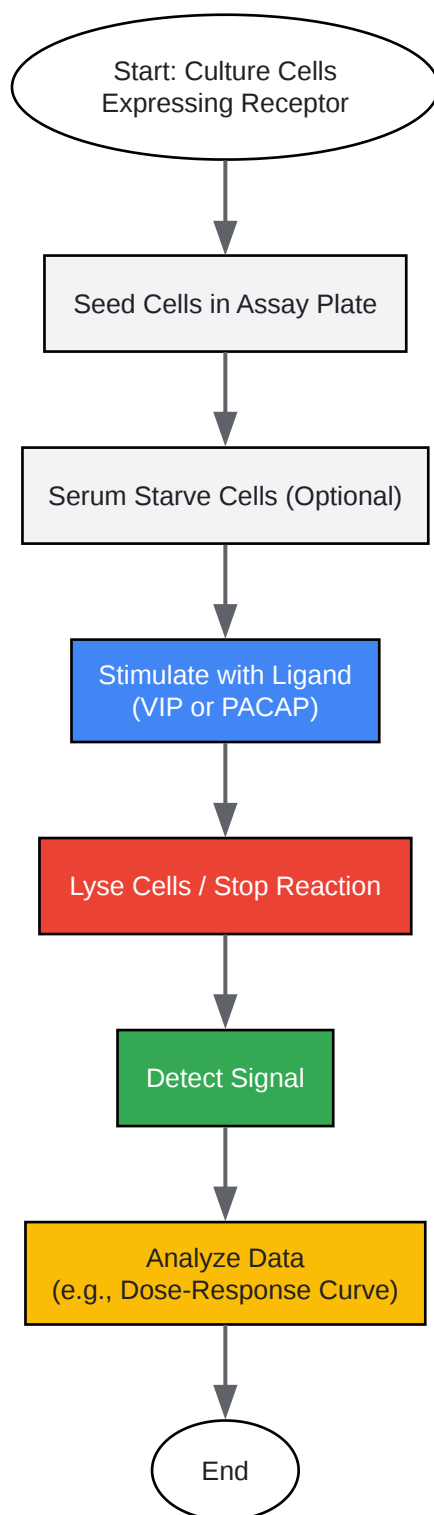 Start: Culture Cells
Expressing Receptor
Seed Cells in Assay Plate
Serum Starve Cells (Optional)
Stimulate with Ligand
(VIP or PACAP)
Lyse Cells / Stop Reaction
Detect Signal
Analyze Data
(e.g., Dose-Response Curve)
End